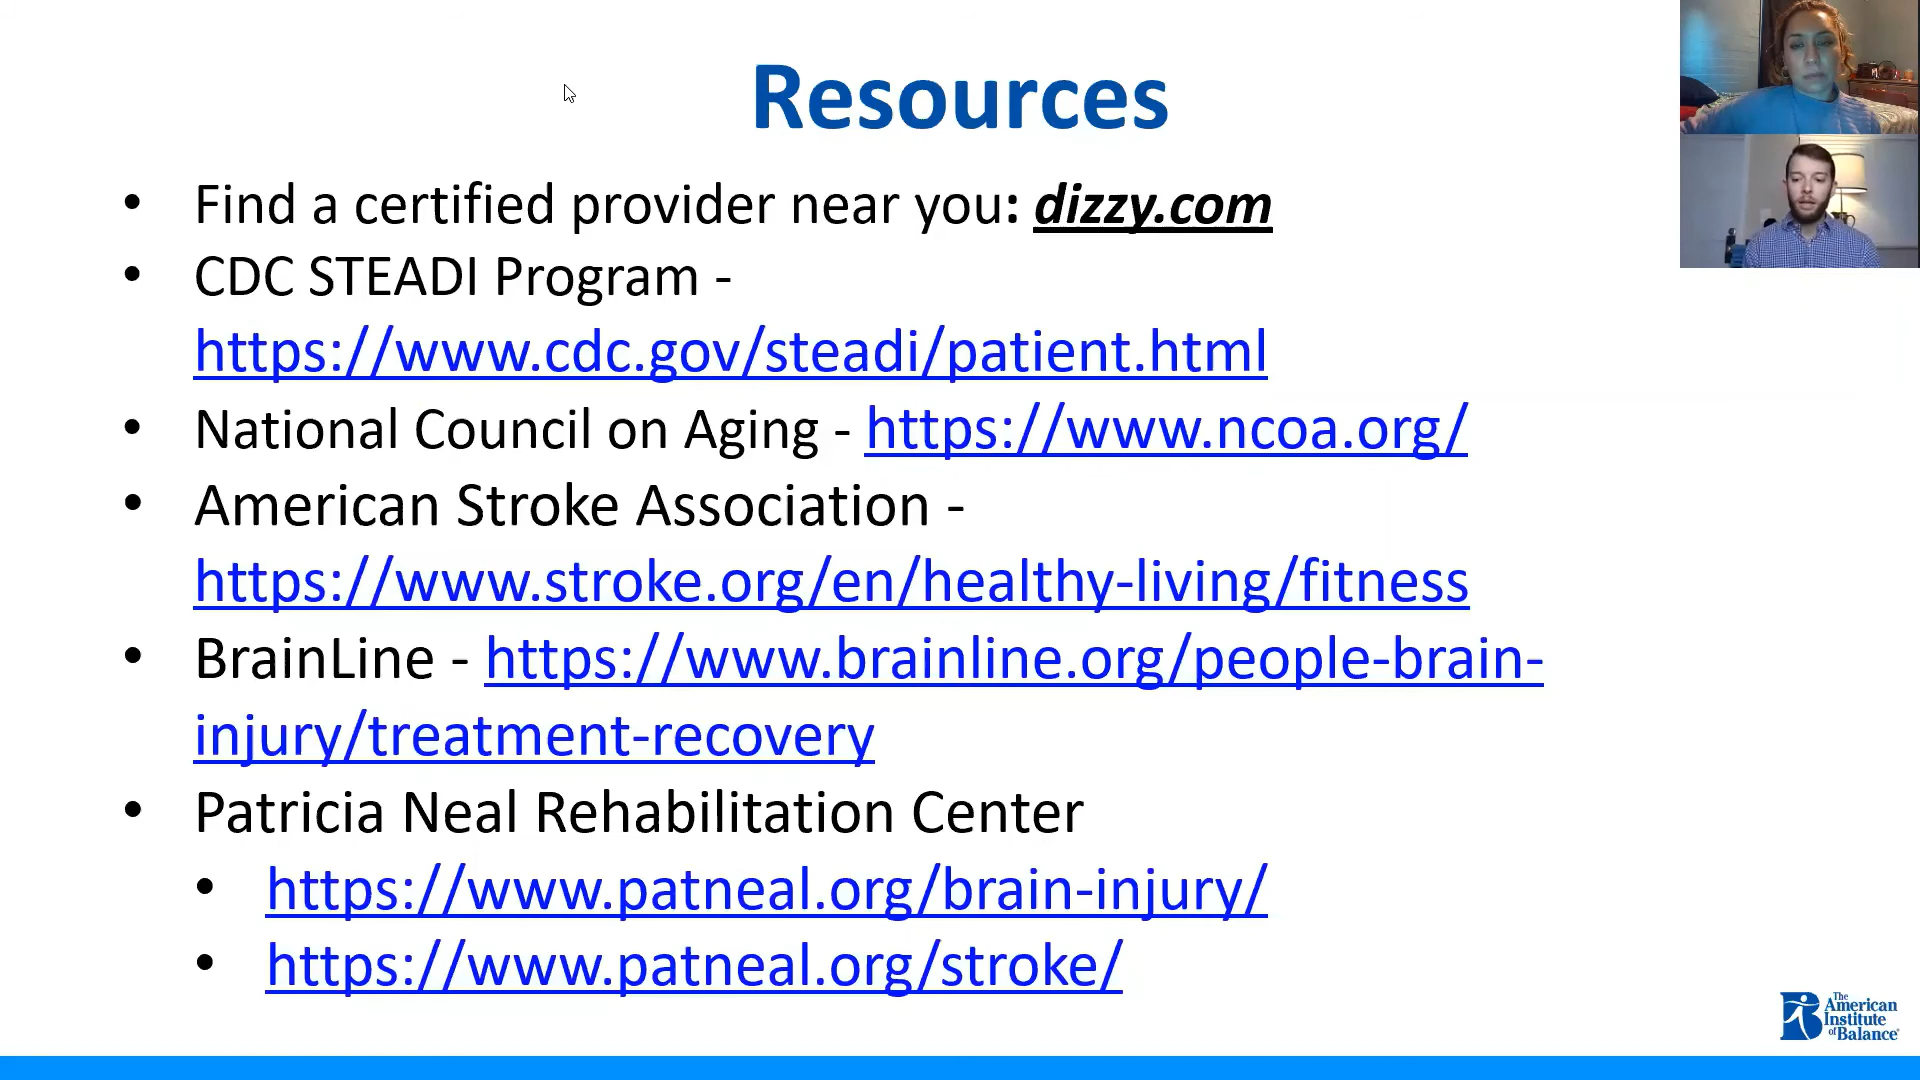 Resources
• Find a certified provider near you: dizzy.com
• CDC STEADI Program -
https://www.cdc.gov/steadi/patient.html
• National Council on Aging - https://www.ncoa.org/
• American Stroke Association -
https://www.stroke.org/en/healthy-living/fitness
• BrainLine - https://www.brainline.org/people-brain-
injury/treatment-recovery
• Patricia Neal Rehabilitation Center
• https://www.patneal.org/brain-injury/
• https://www.patneal.org/stroke/
The
American
Institute
of Balance